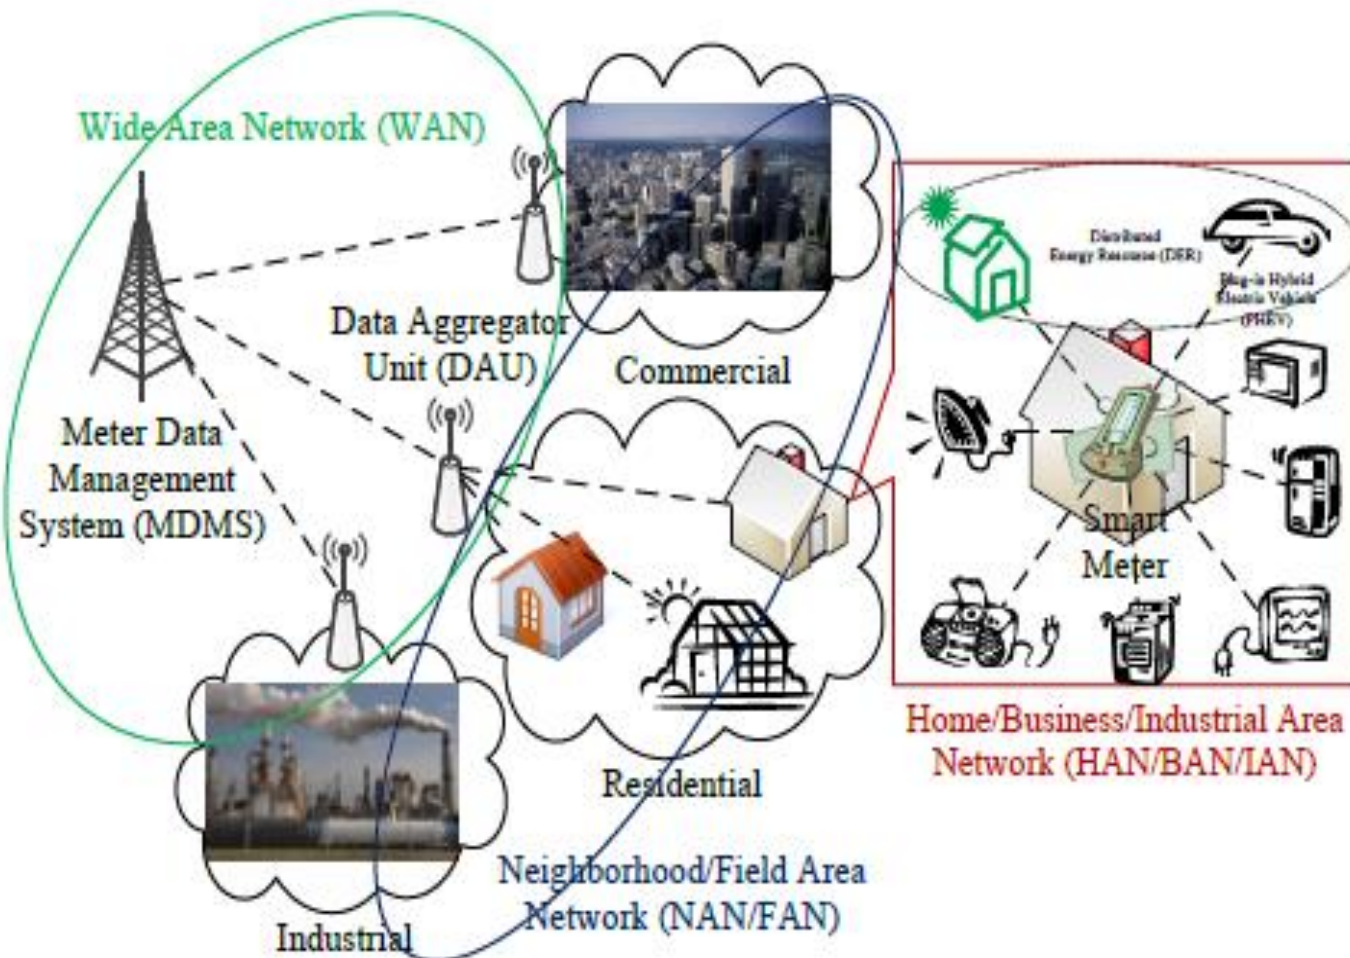 Wide Area Network (WAN)
Data Aggregator
Unit (DAU)
Commercial
Meter Data
Management
System (MDMS)
Distributed
Energy Resource (DER)
Plug-in Hybrid
Electric Vehicle
(PHEV)
Smart
Meter
Home/Business/Industrial Area
Network (HAN/BAN/IAN)
Residential
Neighborhood/Field Area
Network (NAN/FAN)
Industrial